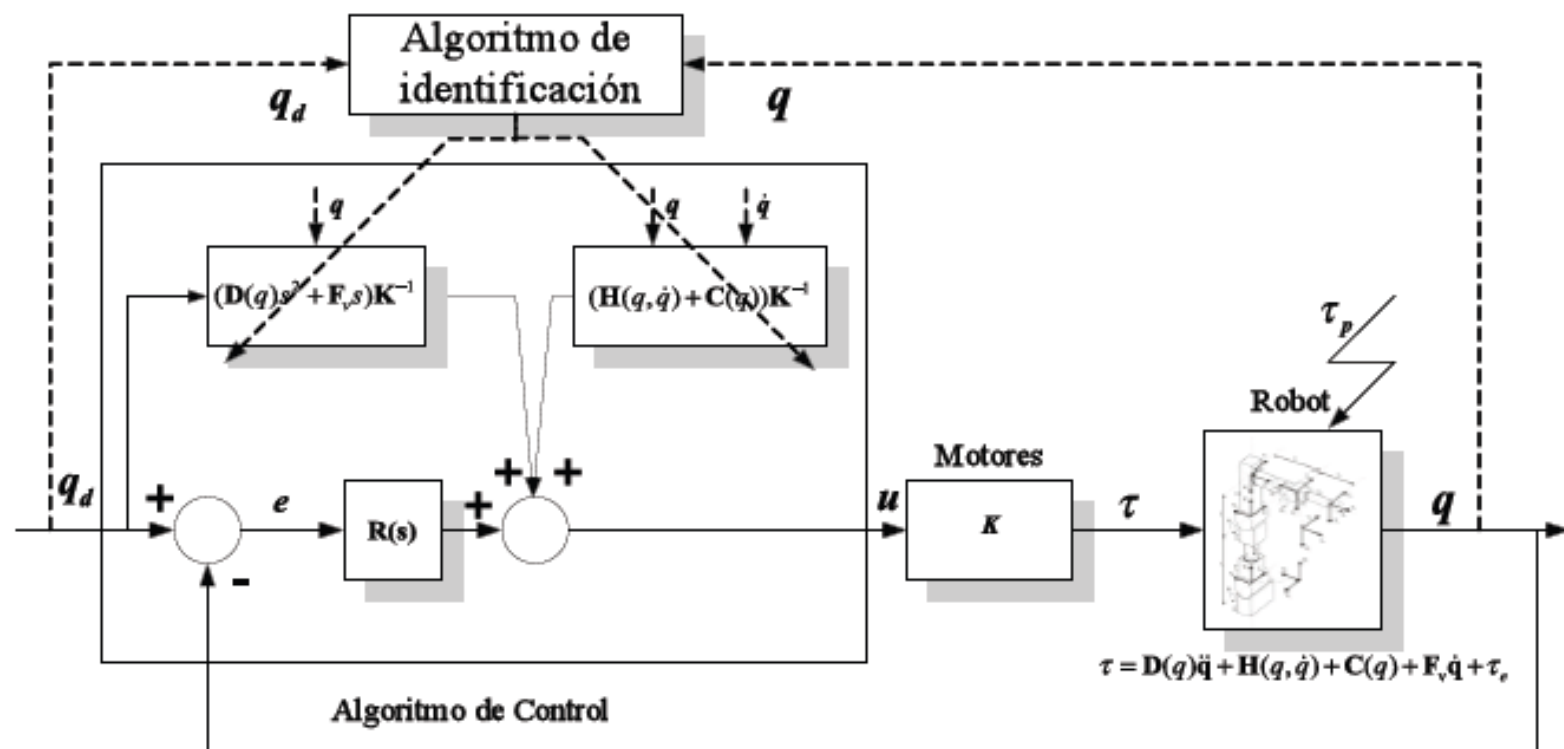 Algoritmo de
identificación
q_d
q
q
q
q̇
(D(q)s² + F_v s)K⁻¹
(H(q, q̇) + C(q))K⁻¹
τ_p
Robot
Motores
q_d
+
e
R(s)
+
+
+
u
K
τ
q
-
τ = D(q)q̈ + H(q, q̇) + C(q) + F_v q̇ + τ_e
Algoritmo de Control